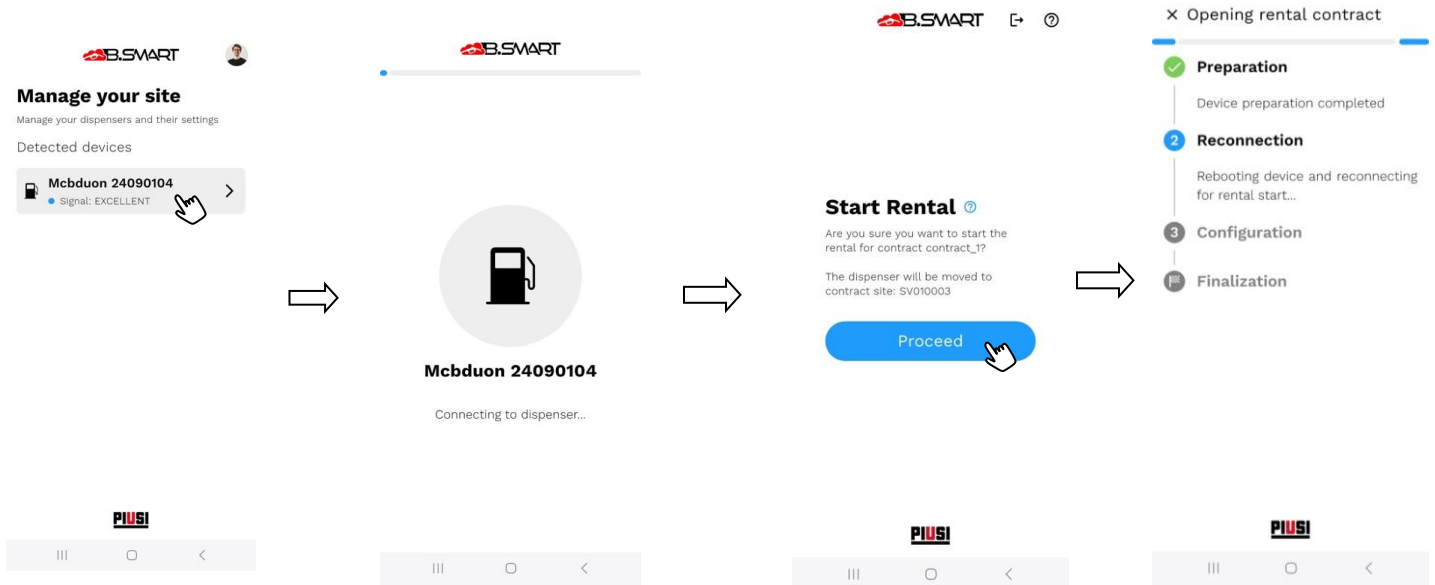 B.SMART
Manage your site
Manage your dispensers and their settings
Detected devices
Mcbduon 24090104
Signal: EXCELLENT
PIUSI
B.SMART
Mcbduon 24090104
Connecting to dispenser...
B.SMART
Start Rental
Are you sure you want to start the
rental for contract contract_1?
The dispenser will be moved to
contract site: SV010003
Proceed
PIUSI
Opening rental contract
Preparation
Device preparation completed
2 Reconnection
Rebooting device and reconnecting
for rental start...
3 Configuration
Finalization
PIUSI